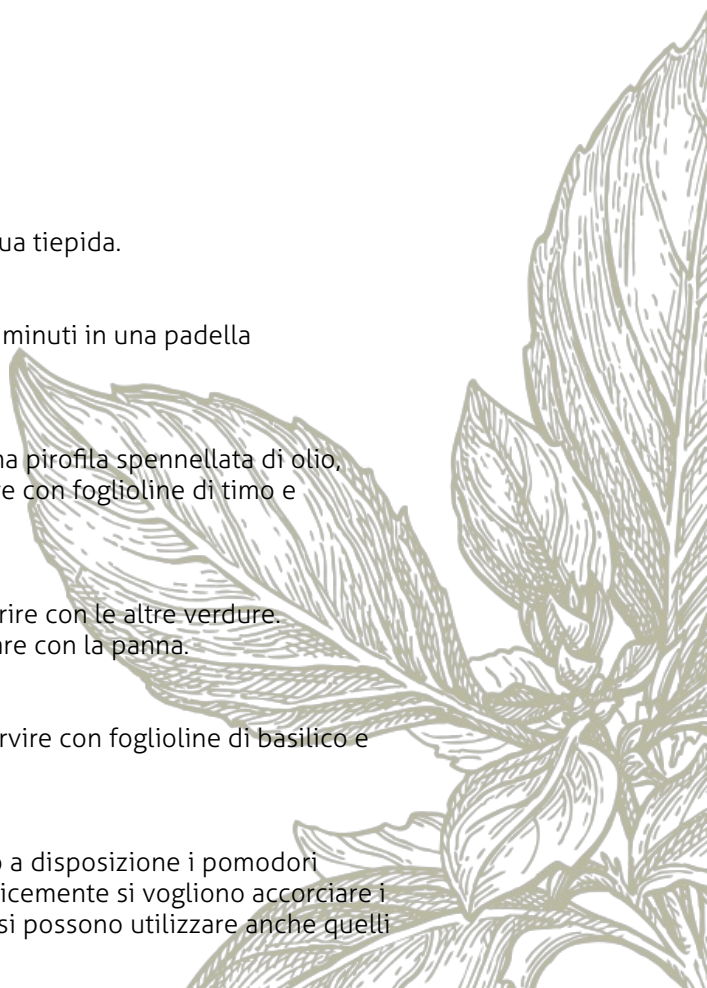 ua tiepida.
minuti in una padella
na pirofila spennellata di olio,
e con foglioline di timo e
rire con le altre verdure.
are con la panna.
rvire con foglioline di basilico e
o a disposizione i pomodori
licemente si vogliono accorciare i
si possono utilizzare anche quelli